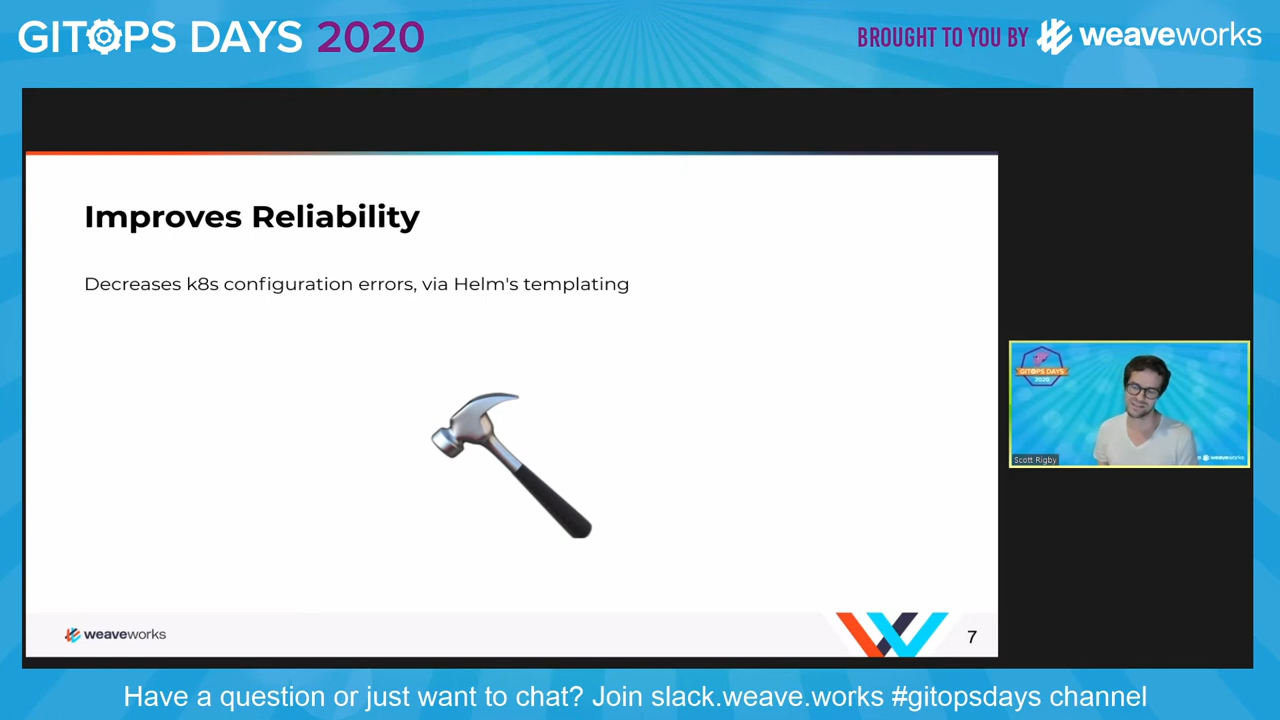 GITOPS DAYS 2020
BROUGHT TO YOU BY weaveworks
Improves Reliability
Decreases k8s configuration errors, via Helm's templating
GITOPS DAYS
2020
Scott Rigby
weaveworks
weaveworks
7
Have a question or just want to chat? Join slack.weave.works #gitopsdays channel